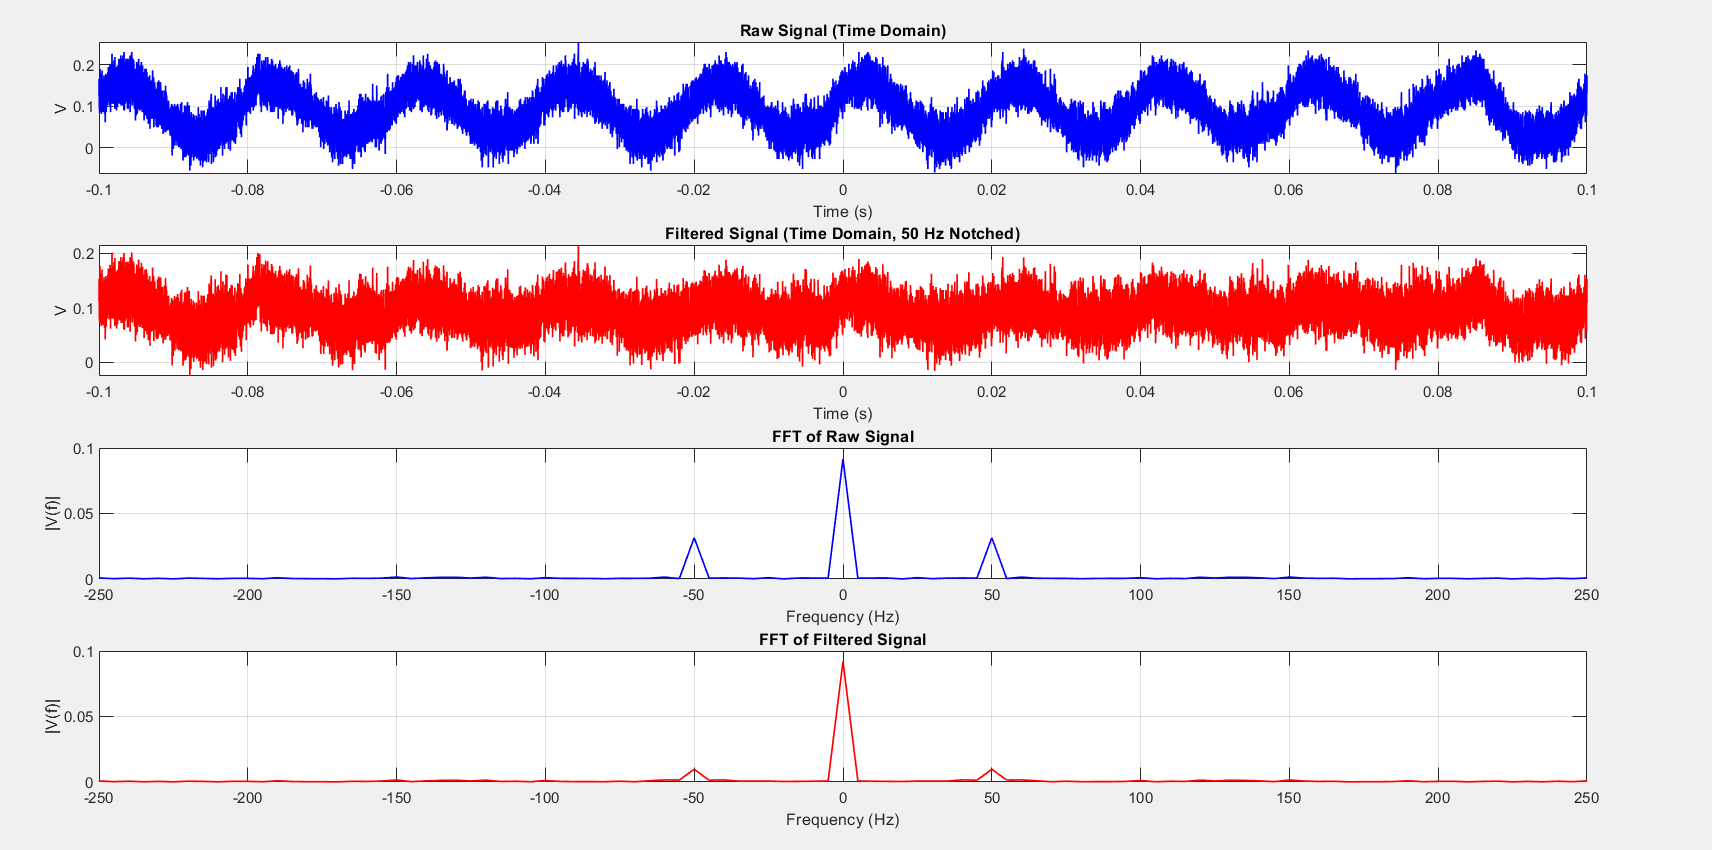 Raw Signal (Time Domain)
V
0.2
0.1
0
-0.1 -0.08 -0.06 -0.04 -0.02 0 0.02 0.04 0.06 0.08 0.1
Time (s)
Filtered Signal (Time Domain, 50 Hz Notched)
V
0.2
0.1
0
-0.1 -0.08 -0.06 -0.04 -0.02 0 0.02 0.04 0.06 0.08 0.1
Time (s)
FFT of Raw Signal
|V(f)|
0.1
0.05
0
-250 -200 -150 -100 -50 0 50 100 150 200 250
Frequency (Hz)
FFT of Filtered Signal
|V(f)|
0.1
0.05
0
-250 -200 -150 -100 -50 0 50 100 150 200 250
Frequency (Hz)